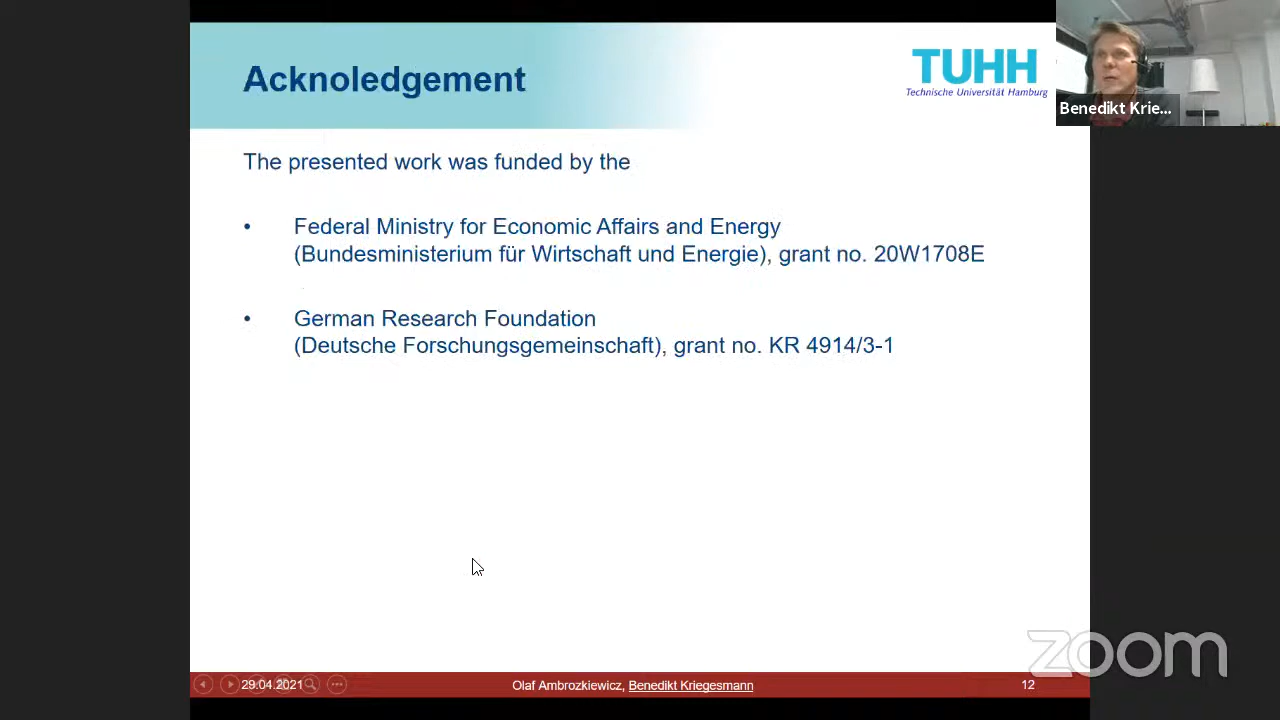 Acknoledgement
TUHH
Technische Universität Hamburg
Benedikt Krie...
The presented work was funded by the
• Federal Ministry for Economic Affairs and Energy
(Bundesministerium für Wirtschaft und Energie), grant no. 20W1708E
• German Research Foundation
(Deutsche Forschungsgemeinschaft), grant no. KR 4914/3-1
zoom
29.04.2021
Olaf Ambrozkiewicz, Benedikt Kriegesmann
12